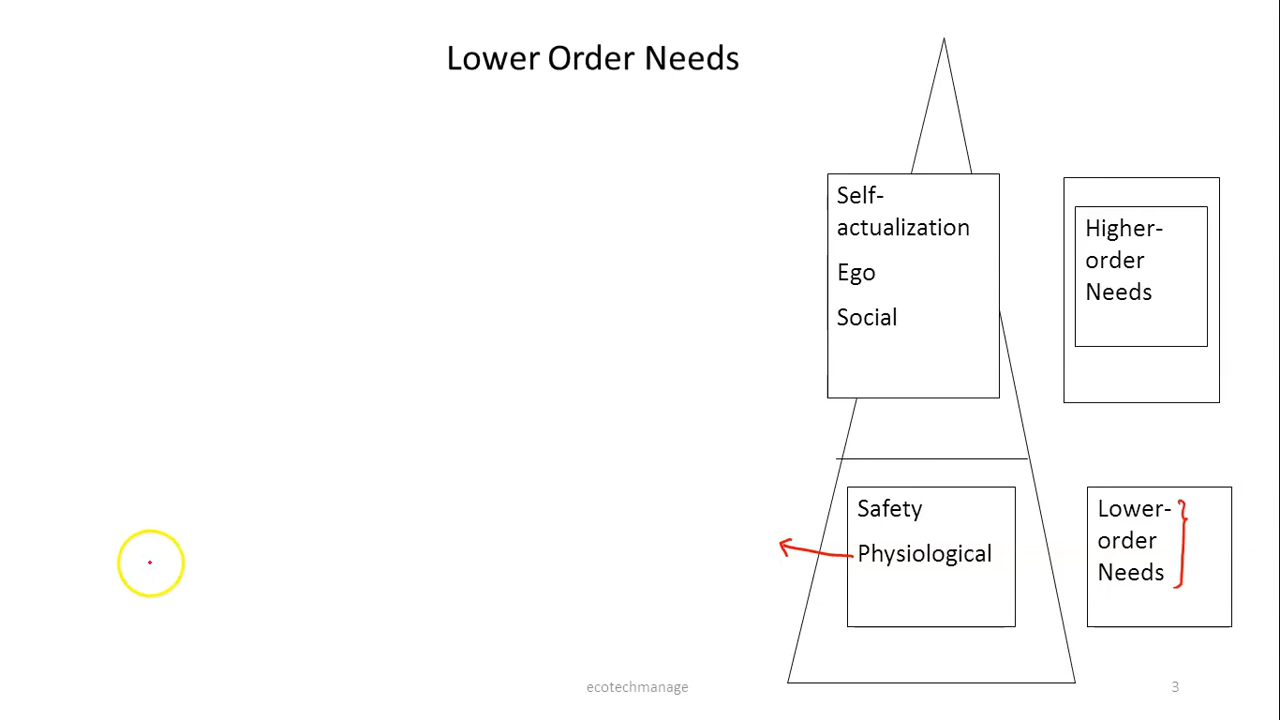 Lower Order Needs
Self-
actualization
Ego
Social
Higher-
order
Needs
Safety
Physiological
Lower-
order
Needs
ecotechmanage
3